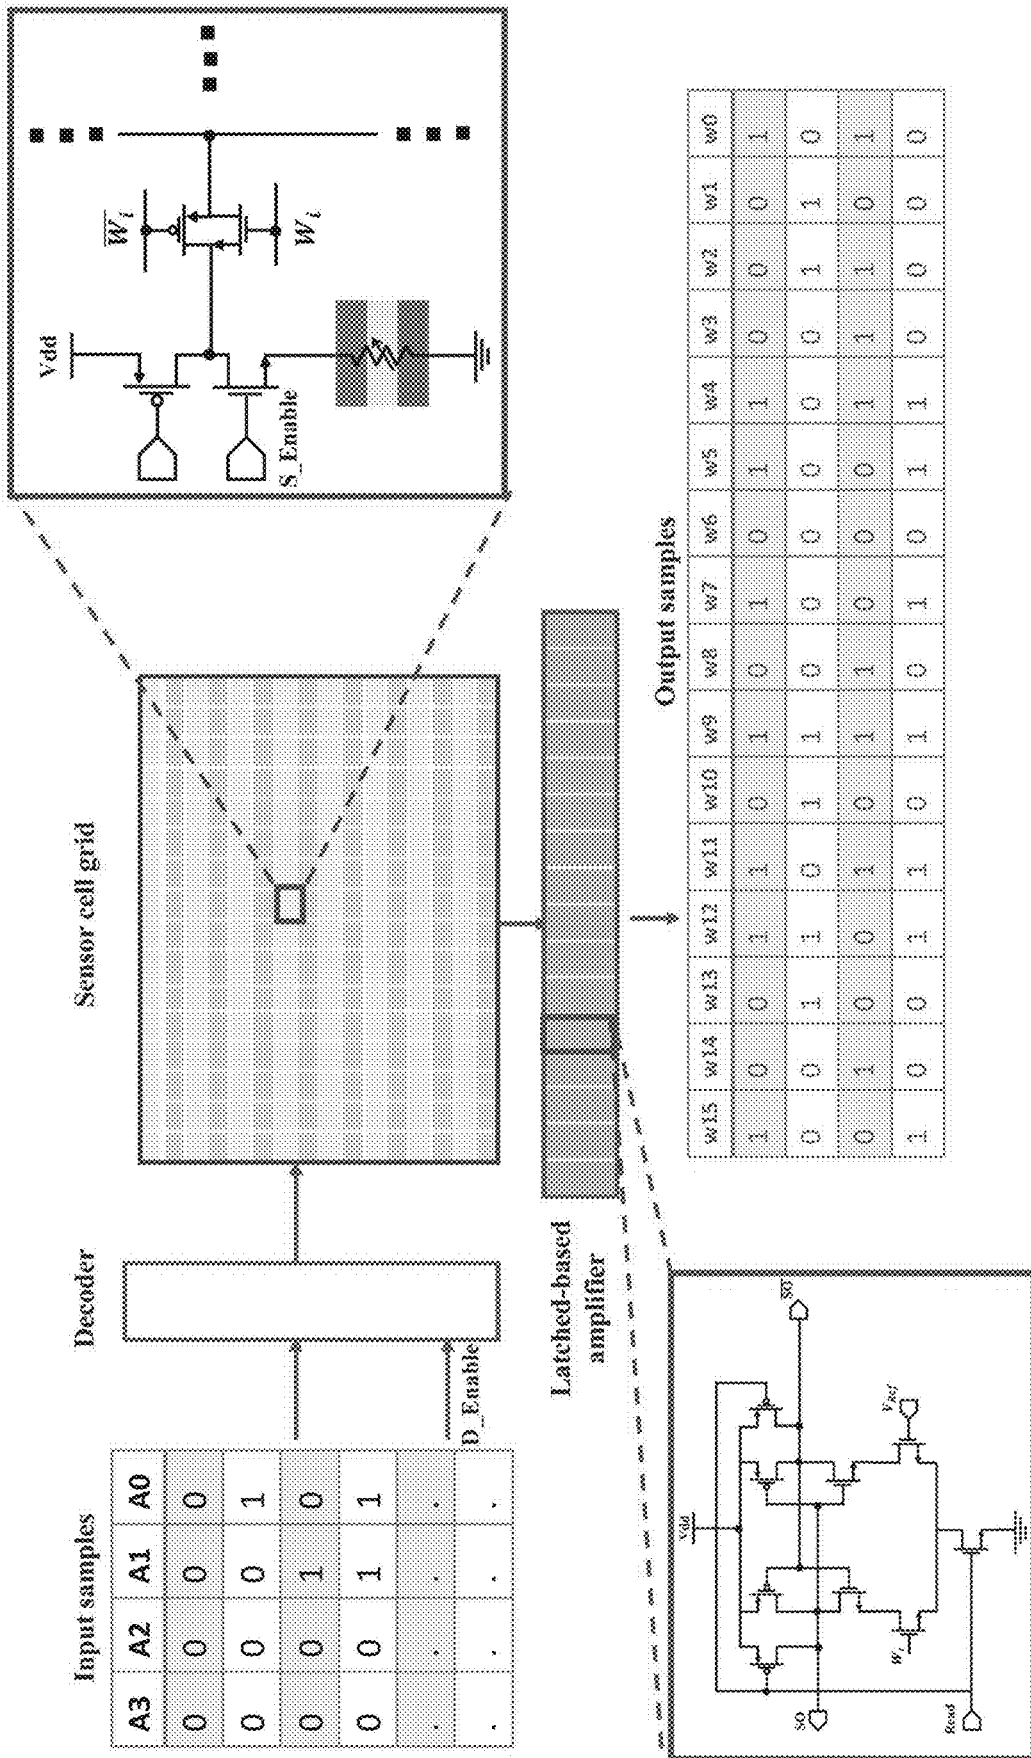 Input samples
A3 A2 A1 A0
0 0 0 0
0 0 0 1
0 0 1 0
0 0 1 1
. . . .
. . . .
D_Enable
Decoder
Sensor cell grid
Vdd
S_Enable
W̅i
Wi
Latched-based
amplifier
Vdd
SO
S̅O̅
Wi
VRef
Read
Output samples
w15 w14 w13 w12 w11 w10 w9 w8 w7 w6 w5 w4 w3 w2 w1 w0
1 0 0 1 1 0 1 0 1 0 1 1 0 0 0 1
0 0 1 1 0 1 1 0 0 0 0 0 0 1 1 0
0 1 0 0 1 0 1 1 0 0 0 1 1 1 0 1
1 0 0 1 1 0 1 0 1 0 1 1 0 0 0 0